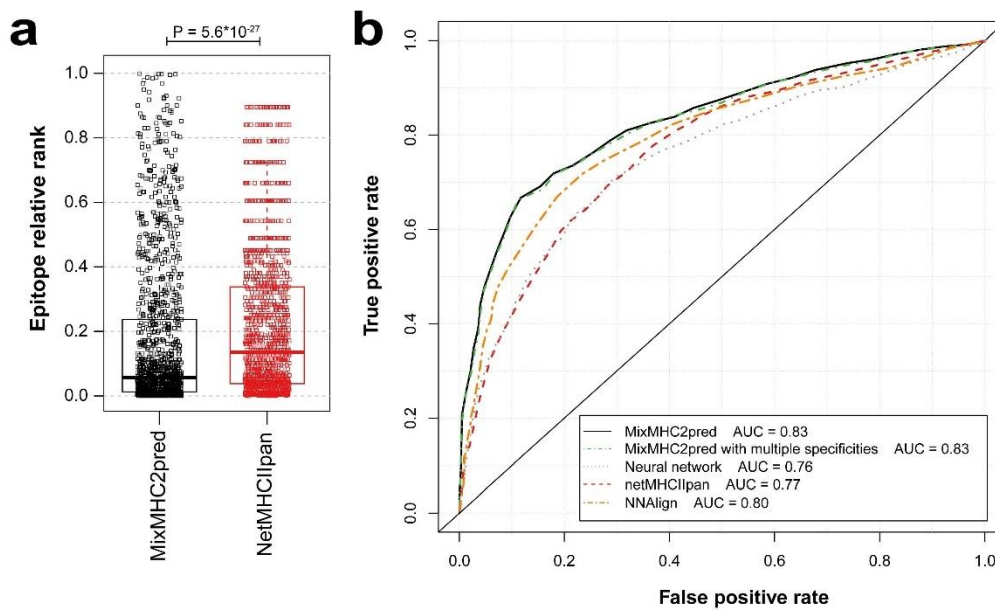 a
P = 5.6*10-27
Epitope relative rank
1.0
0.8
0.6
0.4
0.2
0.0
MixMHC2pred
NetMHCIIpan
b
True positive rate
1.0
0.8
0.6
0.4
0.2
0.0
MixMHC2pred AUC = 0.83
MixMHC2pred with multiple specificities AUC = 0.83
Neural network AUC = 0.76
netMHCIIpan AUC = 0.77
NNAlign AUC = 0.80
0.0 0.2 0.4 0.6 0.8 1.0
False positive rate